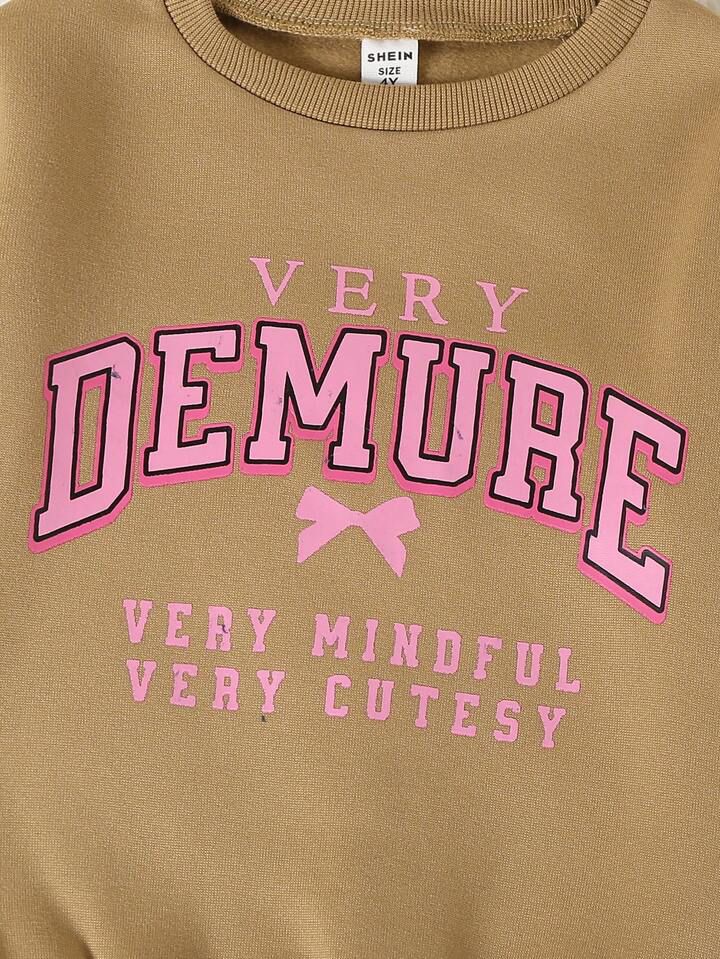 SHEIN
SIZE
4Y
VERY
DEMURE
VERY MINDFUL
VERY CUTESY